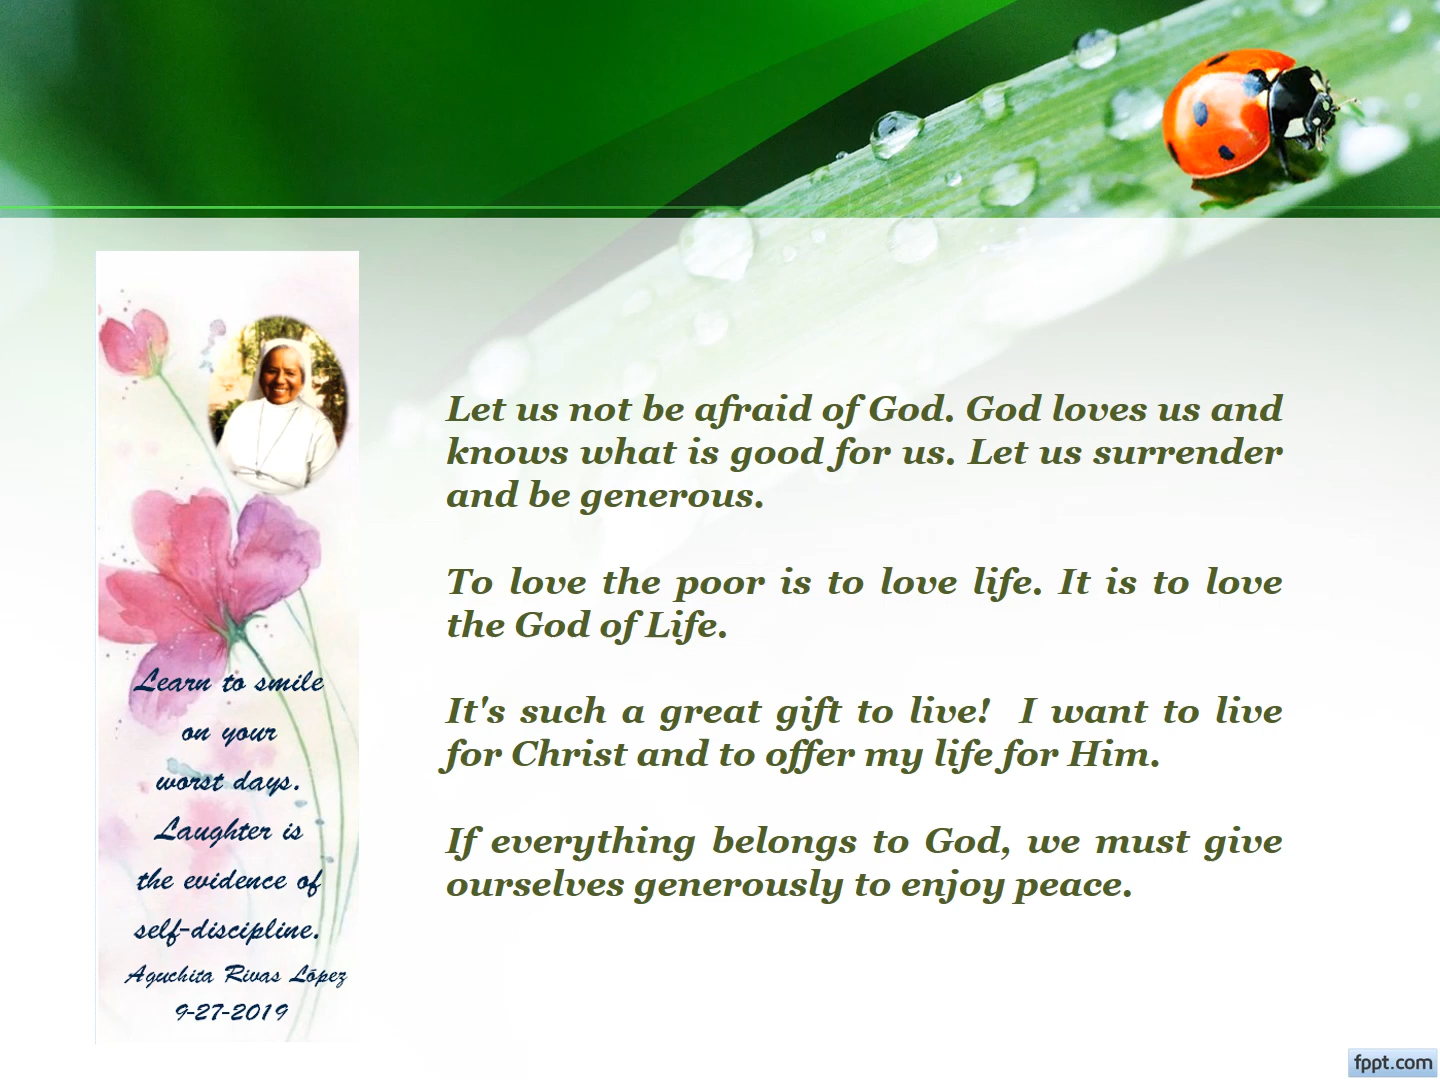 Learn to smile
on your
worst days.
Laughter is
the evidence of
self-discipline.
Aguchita Rivas López
9-27-2019
Let us not be afraid of God. God loves us and
knows what is good for us. Let us surrender
and be generous.
To love the poor is to love life. It is to love
the God of Life.
It's such a great gift to live!  I want to live
for Christ and to offer my life for Him.
If everything belongs to God, we must give
ourselves generously to enjoy peace.
fppt.com